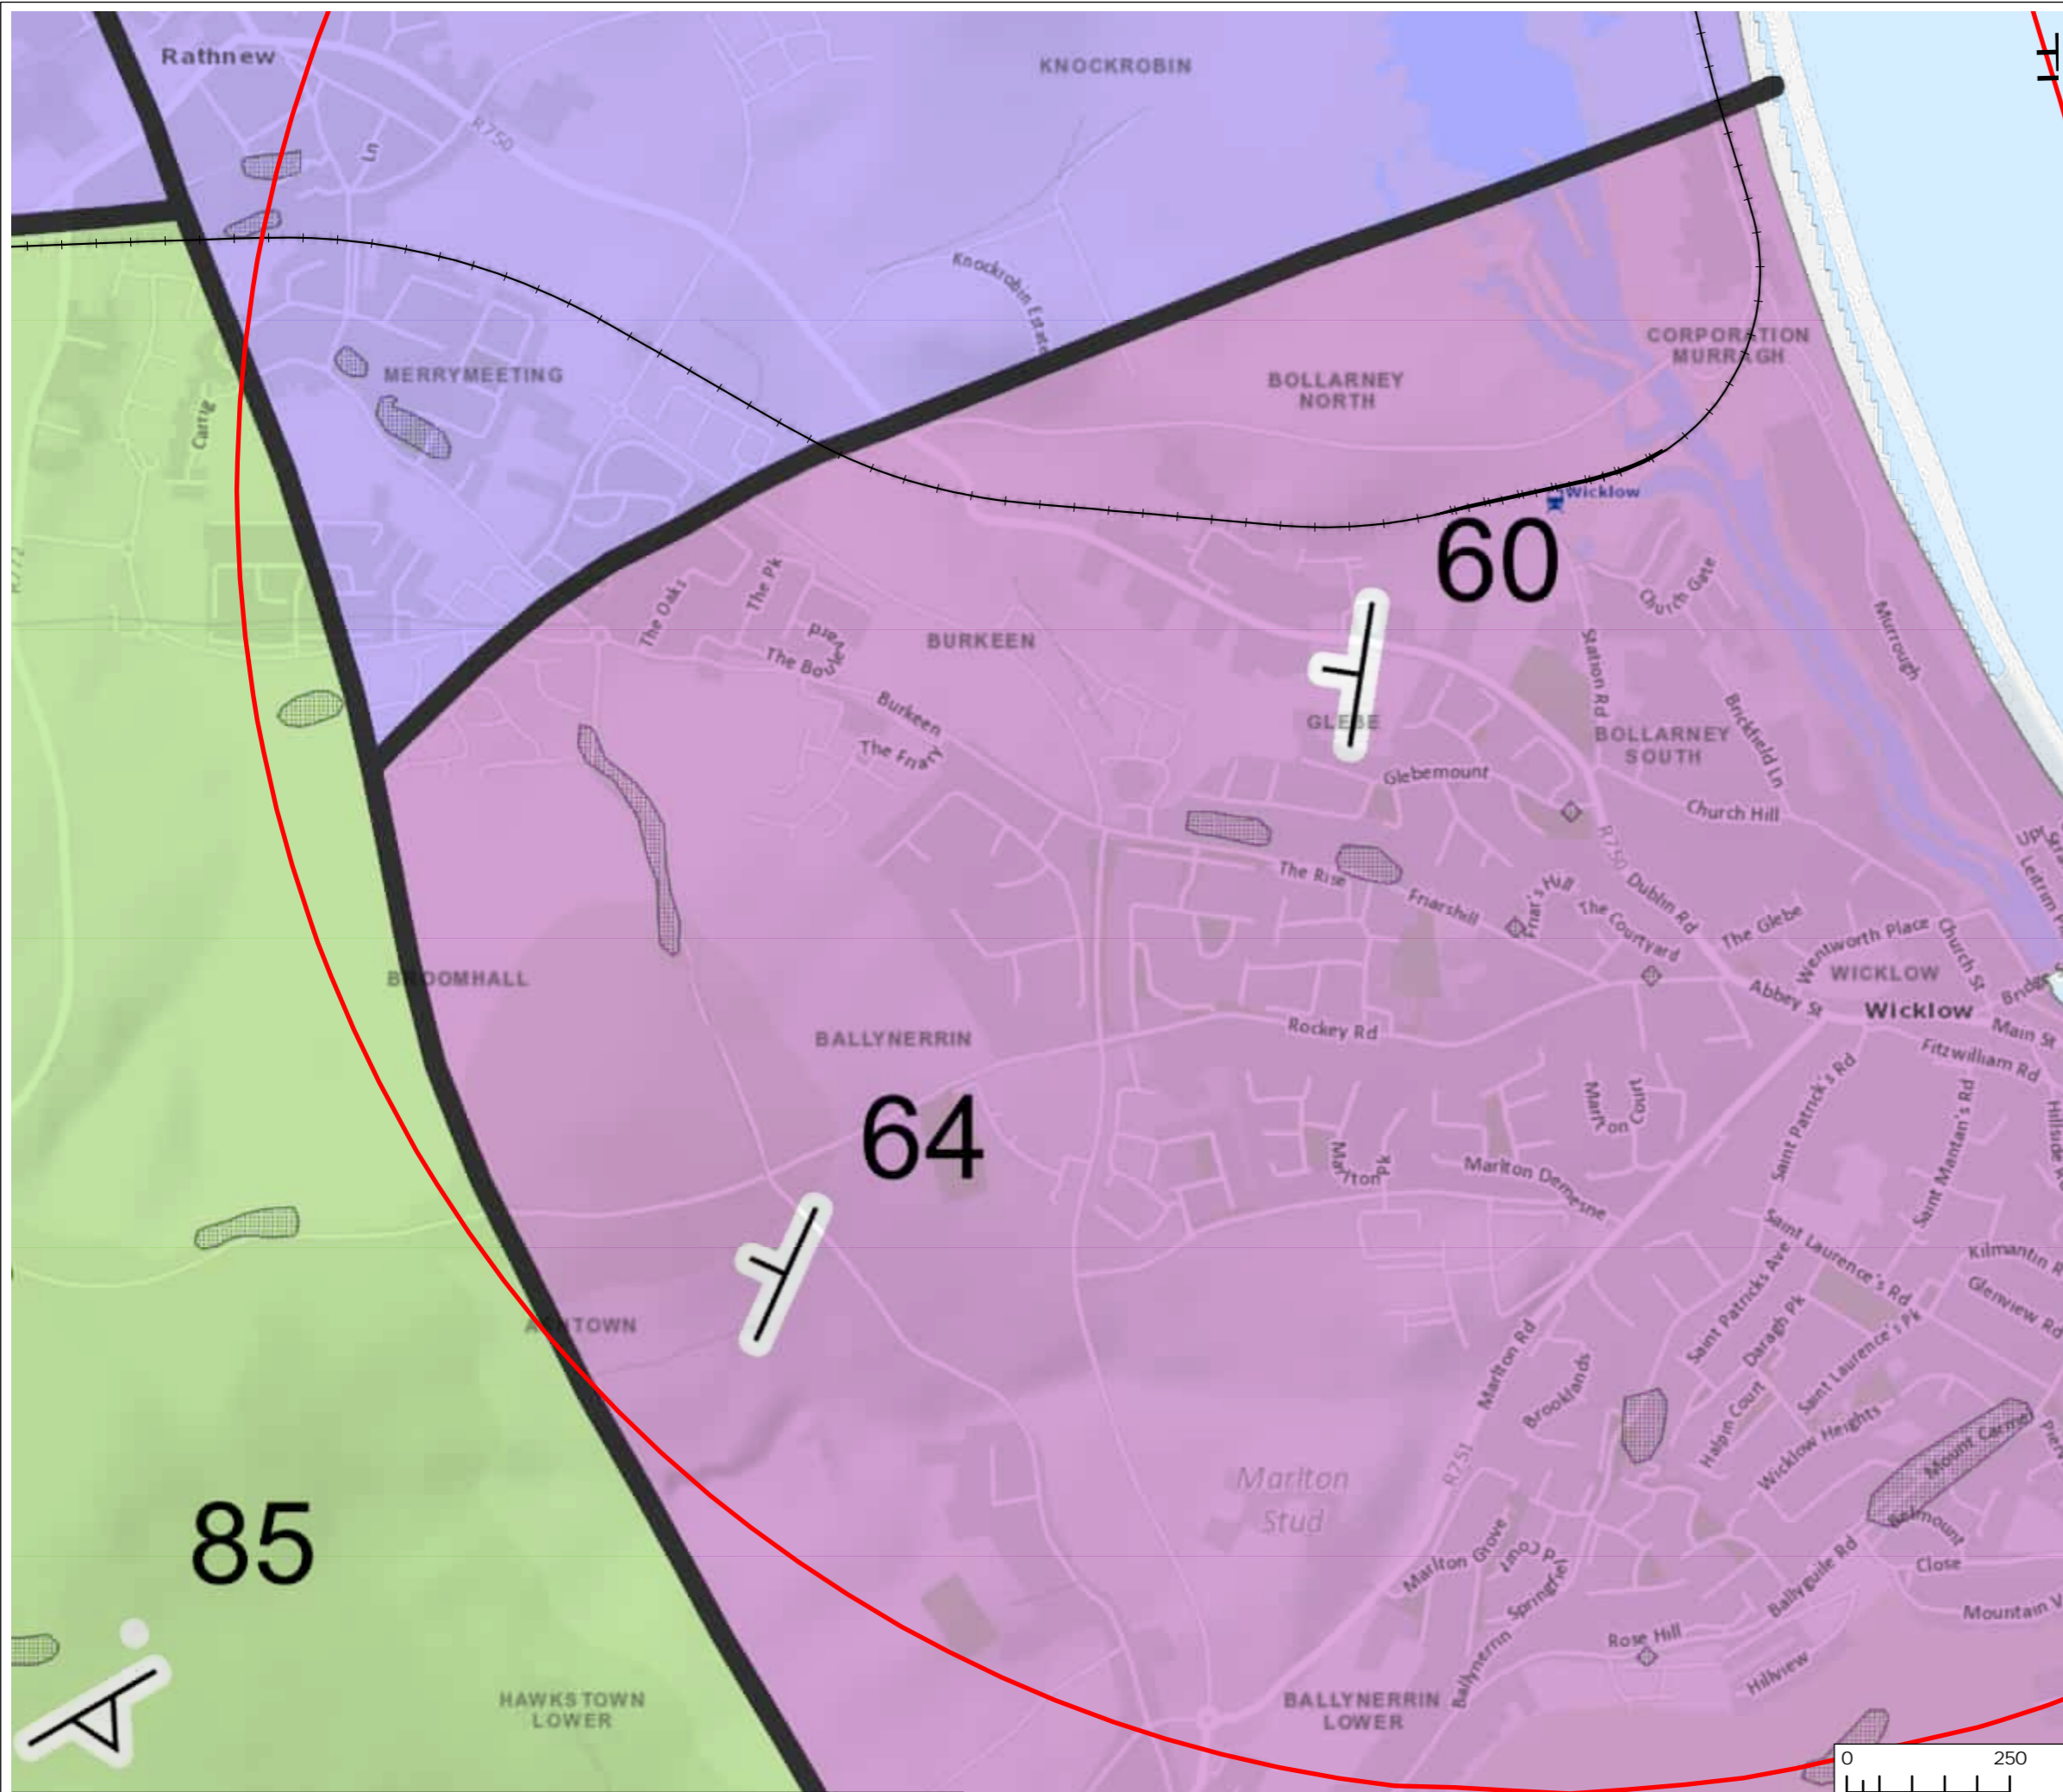 Rathnew
KNOCKROBIN
R750
Ln
Knockrobin Estate
MERRYMEETING
Carrig
CORPORATION
MURRAGH
BOLLARNEY
NORTH
Wicklow
60
R772
The Oaks
The Pk
The Boulevard
BURKEEN
Burkeen
The Friary
GLEBE
Glebemount
Station Rd
Church Gate
Murrough
BOLLARNEY
SOUTH
Brickfield Ln
Church Hill
R750
Dublin Rd
The Rise
Friarshill
Friar's Hill
The Courtyard
The Glebe
Wentworth Place
Church St
WICKLOW
Wicklow
Abbey St
Main St
Fitzwilliam Rd
BROOMHALL
BALLYNERRIN
Rockey Rd
64
Marlton
Court
Marlton Pk
Marlton Demesne
Saint Patrick's Rd
Saint Mantan's Rd
Saint Laurence's Rd
Saint Patricks Ave
Daragh Pk
Saint Laurence's Pk
Glenview Rd
ASHTOWN
Marlton Rd
Brooklands
Halpin Court
Wicklow Heights
Mount Carmel
Belmount
Close
Marlton
Stud
R751
85
Marlton Grove
Springfield Court
Ballyguile Rd
Rose Hill
Hillview
Ballynerrin
HAWKSTOWN
LOWER
BALLYNERRIN
LOWER
0 250